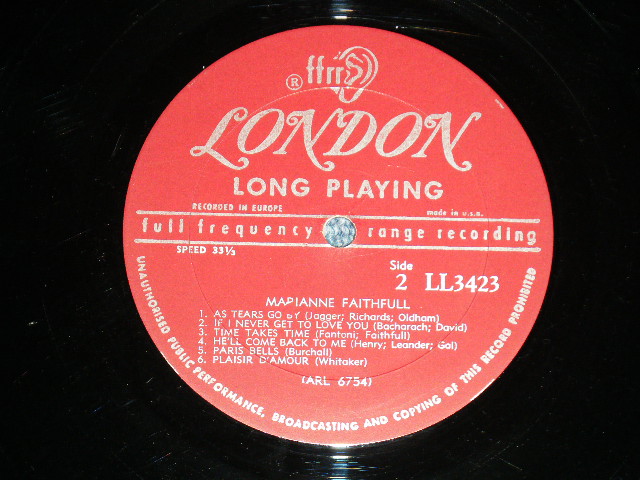 ffrr
®
LONDON
LONG PLAYING
RECORDED IN EUROPE made in u.s.a.
full frequency range recording
SPEED 33⅓
Side
2 LL3423
MARIANNE FAITHFULL
1. AS TEARS GO BY (Jagger; Richards; Oldham)
2. IF I NEVER GET TO LOVE YOU (Bacharach; David)
3. TIME TAKES TIME (Fantoni; Faithfull)
4. HE'LL COME BACK TO ME (Henry; Leander; Gol)
5. PARIS BELLS (Burchall)
6. PLAISIR D'AMOUR (Whitaker)
(ARL 6754)
UNAUTHORISED PUBLIC PERFORMANCE, BROADCASTING AND COPYING OF THIS RECORD PROHIBITED